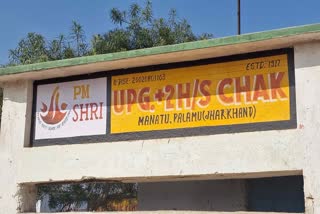 PM
SHRI
ESTD. 1917
UPG.+2H/S CHAK
MANATU, PALAMU(JHARKHAND)